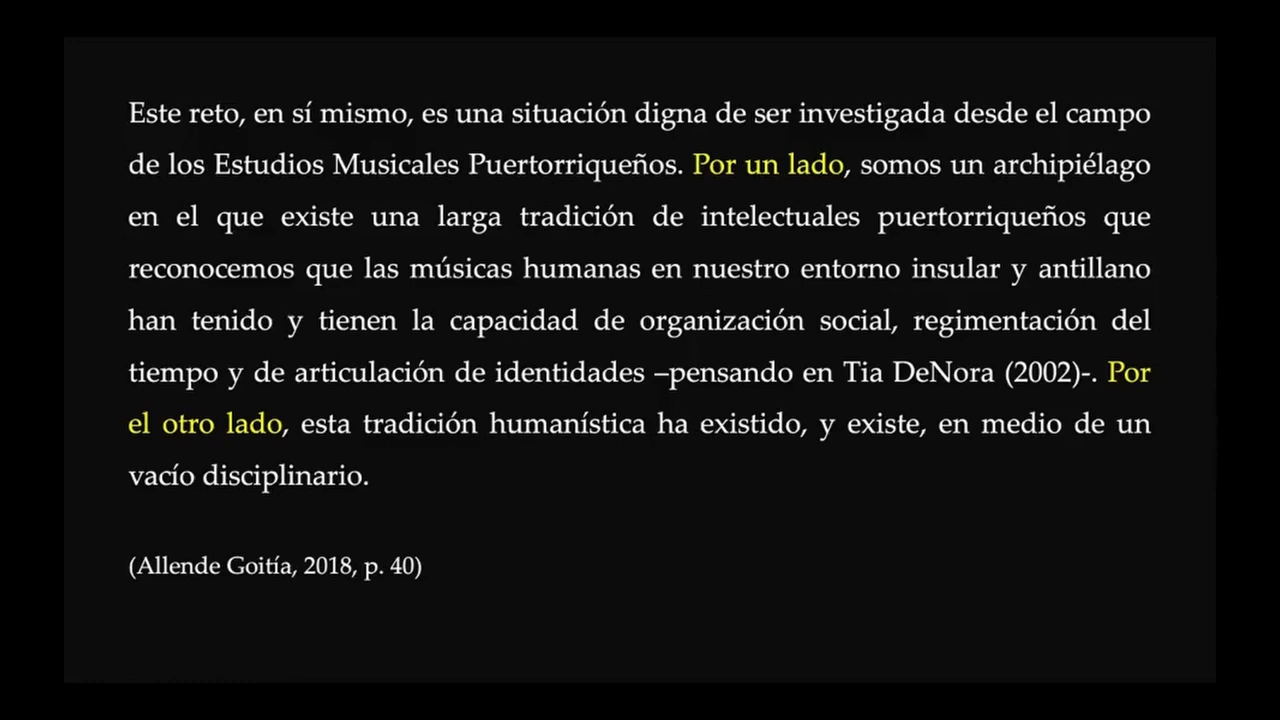 Este reto, en sí mismo, es una situación digna de ser investigada desde el campo
de los Estudios Musicales Puertorriqueños. Por un lado, somos un archipiélago
en el que existe una larga tradición de intelectuales puertorriqueños que
reconocemos que las músicas humanas en nuestro entorno insular y antillano
han tenido y tienen la capacidad de organización social, regimentación del
tiempo y de articulación de identidades –pensando en Tia DeNora (2002)-. Por
el otro lado, esta tradición humanística ha existido, y existe, en medio de un
vacío disciplinario.
(Allende Goitía, 2018, p. 40)